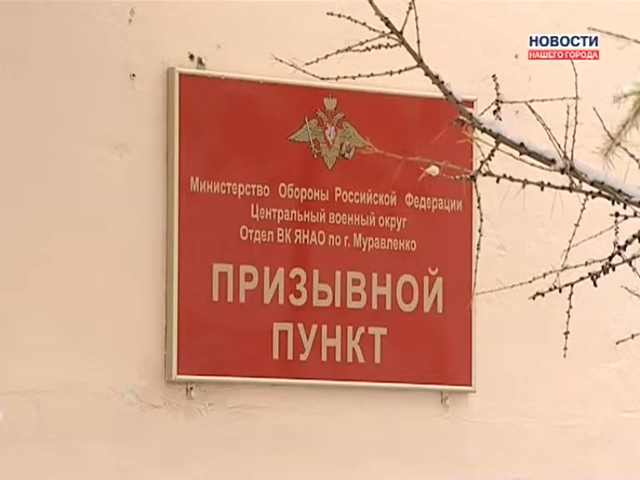 НОВОСТИ
НАШЕГО ГОРОДА
Министерство Обороны Российской Федерации
Центральный военный округ
Отдел ВК ЯНАО по г. Муравленко
ПРИЗЫВНОЙ
ПУНКТ